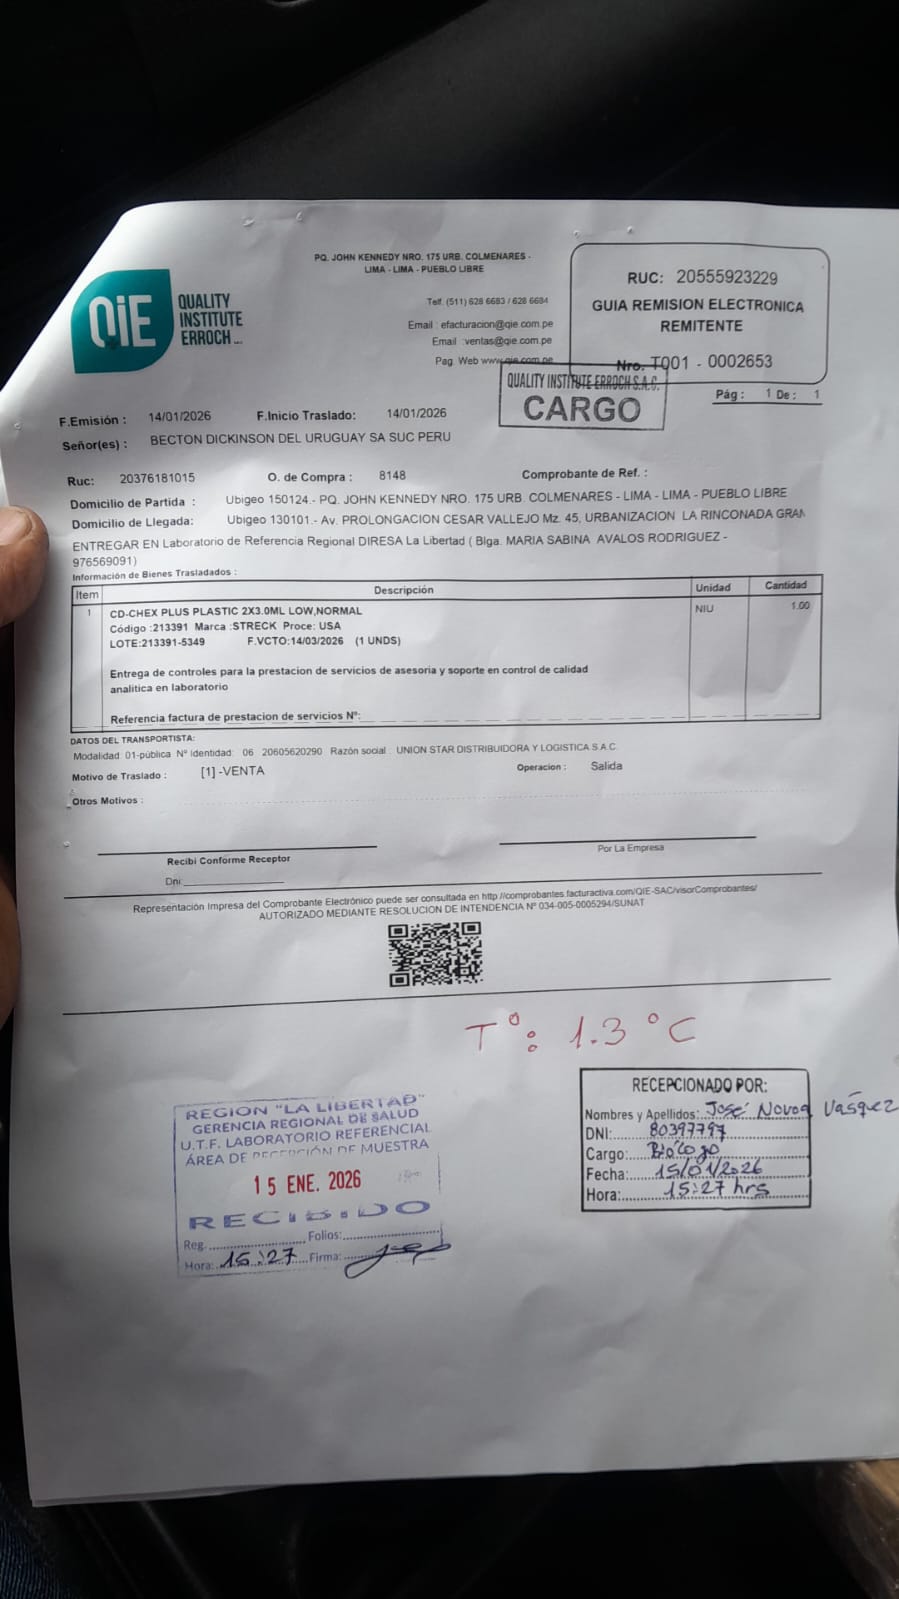 QiE QUALITY
INSTITUTE
ERROCH
PQ. JOHN KENNEDY NRO. 175 URB. COLMENARES -
LIMA - LIMA - PUEBLO LIBRE
Telf. (511) 628 6683 / 628 6684
Email : efacturacion@qie.com.pe
Email : ventas@qie.com.pe
Pag. Web www.qie.com.pe
RUC: 20555923229
GUIA REMISION ELECTRONICA
REMITENTE
Nro. T001 - 0002653
QUALITY INSTITUTE ERROCH S.A.C.
CARGO
Pág : 1 De : 1
F.Emisión : 14/01/2026 F.Inicio Traslado: 14/01/2026
Señor(es) : BECTON DICKINSON DEL URUGUAY SA SUC PERU
Ruc: 20376181015 O. de Compra : 8148 Comprobante de Ref. :
Domicilio de Partida : Ubigeo 150124.- PQ. JOHN KENNEDY NRO. 175 URB. COLMENARES - LIMA - LIMA - PUEBLO LIBRE
Domicilio de Llegada: Ubigeo 130101.- Av. PROLONGACION CESAR VALLEJO Mz. 45, URBANIZACION LA RINCONADA GRAN
ENTREGAR EN Laboratorio de Referencia Regional DIRESA La Libertad ( Blga. MARIA SABINA AVALOS RODRIGUEZ -
976569091)
Información de Bienes Trasladados :
Item Descripción Unidad Cantidad
1 CD-CHEX PLUS PLASTIC 2X3.0ML LOW,NORMAL NIU 1.00
Código :213391 Marca :STRECK Proce: USA
LOTE:213391-5349 F.VCTO:14/03/2026 (1 UNDS)
Entrega de controles para la prestacion de servicios de asesoria y soporte en control de calidad
analitica en laboratorio
Referencia factura de prestacion de servicios Nº:
DATOS DEL TRANSPORTISTA:
Modalidad: 01-pública Nº Identidad: 06 20605620290 Razón social : UNION STAR DISTRIBUIDORA Y LOGISTICA S.A.C.
Motivo de Traslado : [1] -VENTA Operacion : Salida
Otros Motivos :
Recibi Conforme Receptor Por La Empresa
Dni:
Representación Impresa del Comprobante Electrónico puede ser consultada en http://comprobantes.facturactiva.com/QIE-SAC/visorComprobantes/
AUTORIZADO MEDIANTE RESOLUCION DE INTENDENCIA Nº 034-005-0005294/SUNAT
T°: 1.3 °C
REGION "LA LIBERTAD"
GERENCIA REGIONAL DE SALUD
U.T.F. LABORATORIO REFERENCIAL
ÁREA DE RECEPCIÓN DE MUESTRA
15 ENE. 2026
RECIBIDO
Reg. Folios:
Hora: 15:27 Firma:
RECEPCIONADO POR:
Nombres y Apellidos: José Novoa Vásquez
DNI: 80397797
Cargo: Biólogo
Fecha: 15/01/2026
Hora: 15:27 hrs